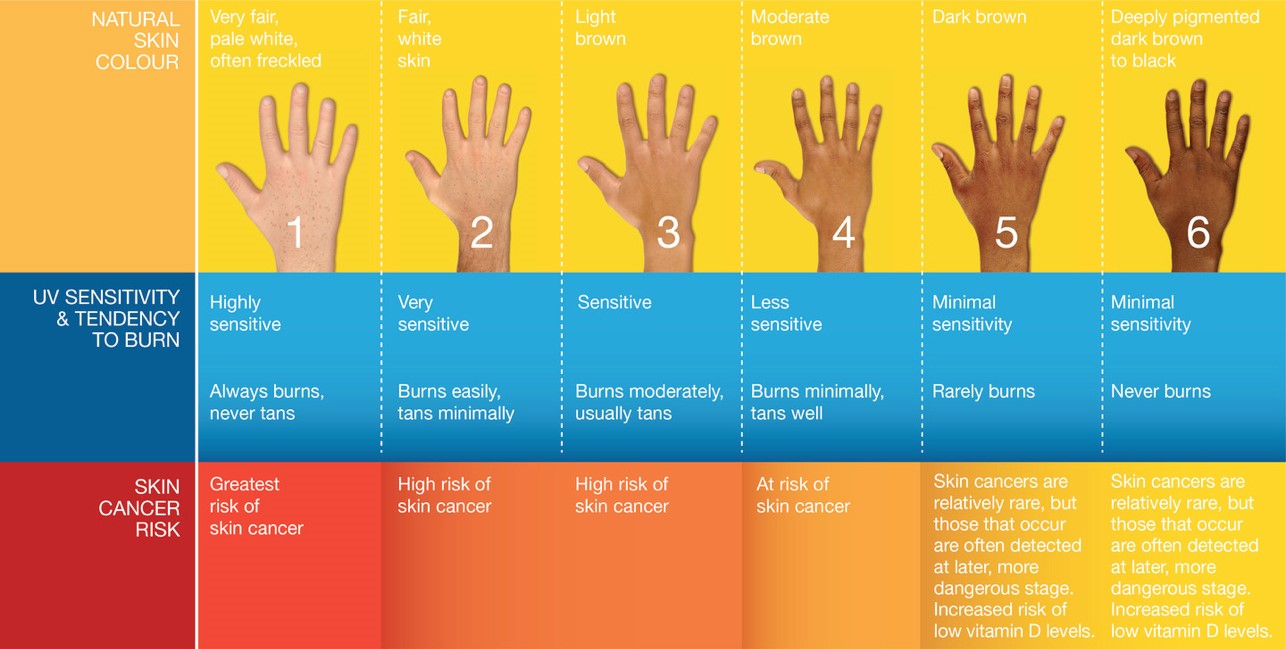 NATURAL
SKIN
COLOUR
Very fair,
pale white,
often freckled
Fair,
white
skin
Light
brown
Moderate
brown
Dark brown
Deeply pigmented
dark brown
to black
1
2
3
4
5
6
UV SENSITIVITY
& TENDENCY
TO BURN
Highly
sensitive
Always burns,
never tans
Very
sensitive
Burns easily,
tans minimally
Sensitive
Burns moderately,
usually tans
Less
sensitive
Burns minimally,
tans well
Minimal
sensitivity
Rarely burns
Minimal
sensitivity
Never burns
SKIN
CANCER
RISK
Greatest
risk of
skin cancer
High risk of
skin cancer
High risk of
skin cancer
At risk of
skin cancer
Skin cancers are
relatively rare, but
those that occur
are often detected
at later, more
dangerous stage.
Increased risk of
low vitamin D levels.
Skin cancers are
relatively rare, but
those that occur
are often detected
at later, more
dangerous stage.
Increased risk of
low vitamin D levels.